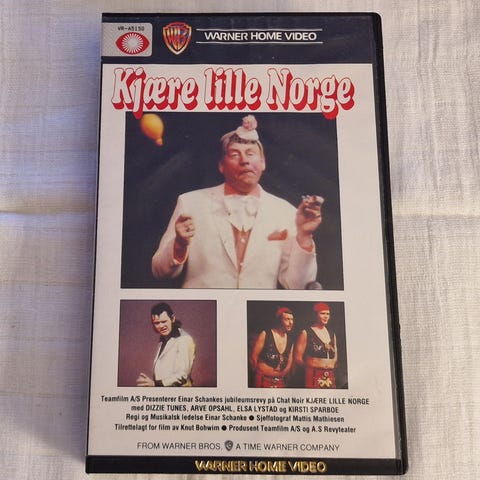 VR-A5150
WB WARNER HOME VIDEO
Kjære lille Norge
Teamfilm A/S Presenterer Einar Schankes jubileumsrevy på Chat Noir KJÆRE LILLE NORGE
med DIZZIE TUNES, ARVE OPSAHL, ELSA LYSTAD og KIRSTI SPARBOE
Regi og Musikalsk ledelse Einar Schanke ● Sjeffotograf Mattis Mathiesen
Tilrettelagt for film av Knut Bohwim ● Produsent Teamfilm A/S og A.S Revyteater
FROM WARNER BROS. WB A TIME WARNER COMPANY
WARNER HOME VIDEO